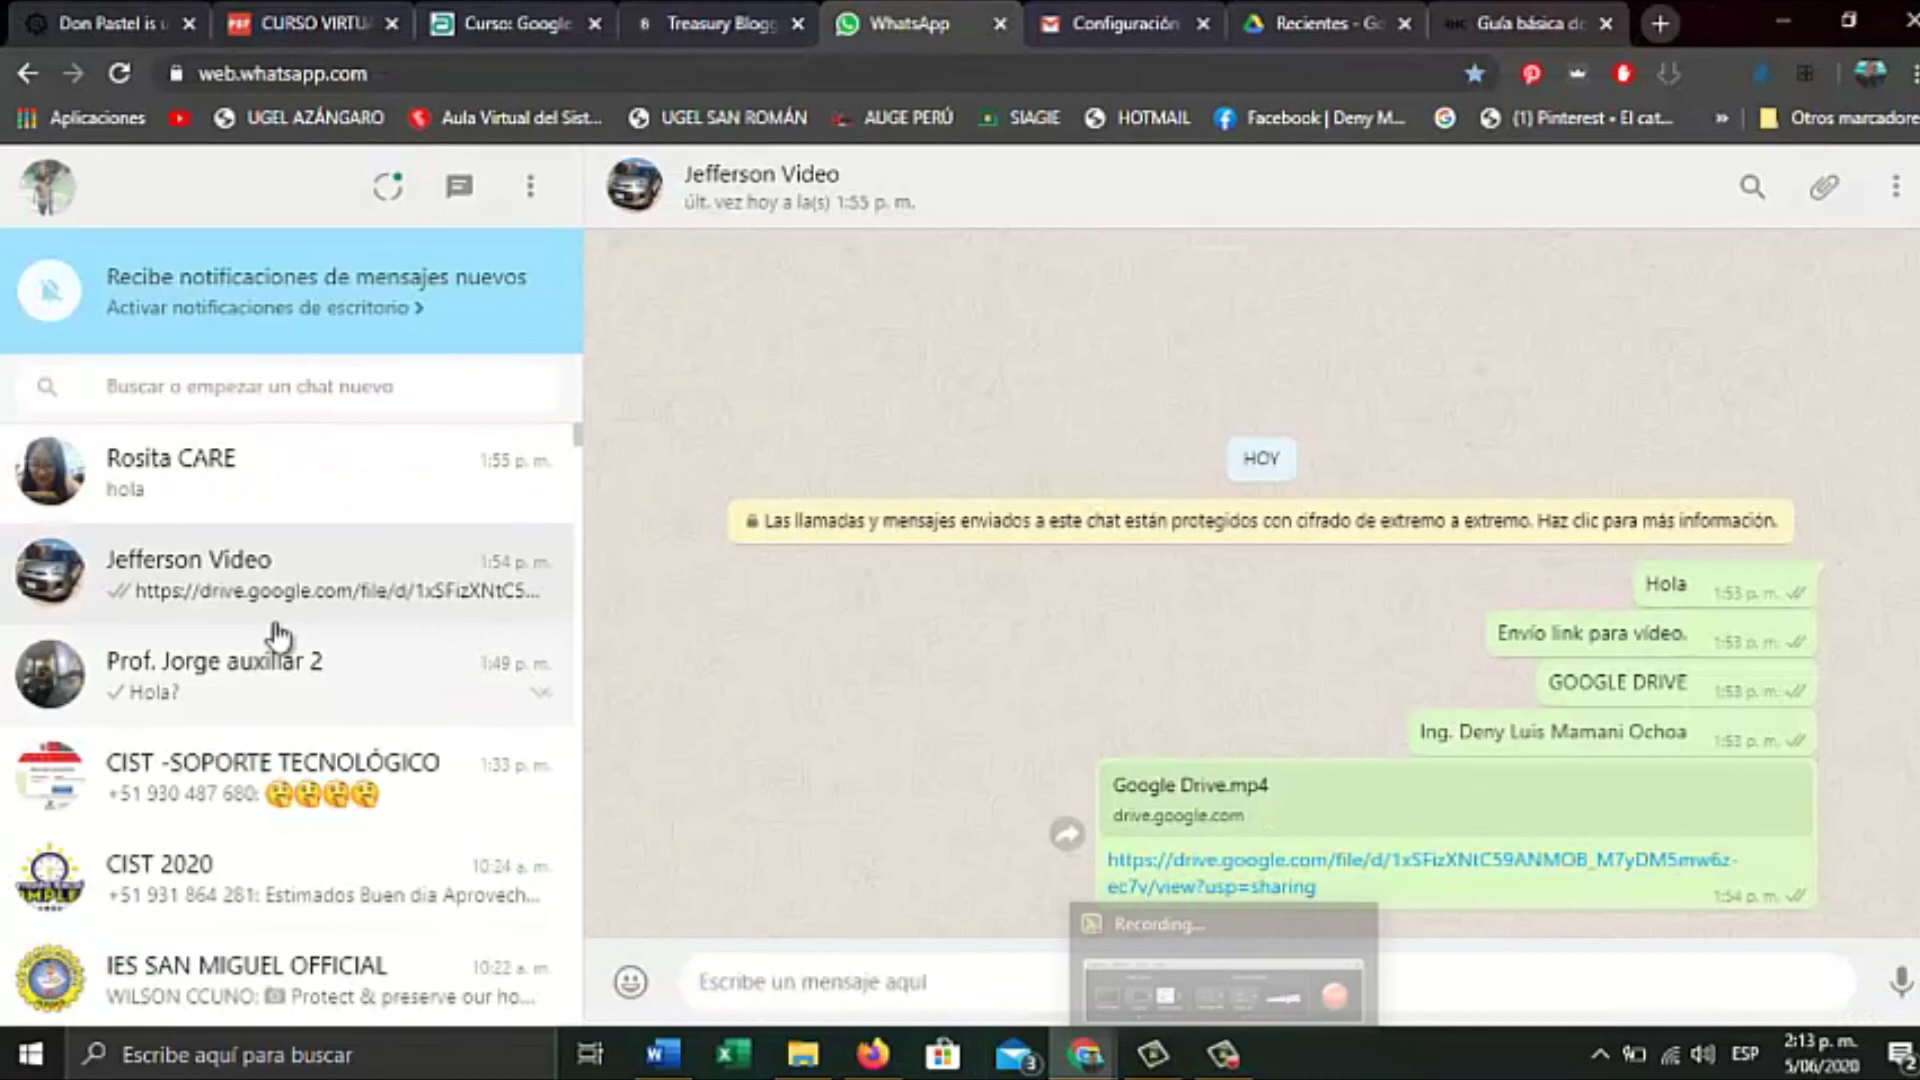 Don Pastel is u
CURSO VIRTU
Curso: Google
Treasury Blogg
WhatsApp
Configuración
Recientes - Go
Guía básica de
web.whatsapp.com
Aplicaciones
UGEL AZÁNGARO
Aula Virtual del Sist...
UGEL SAN ROMÁN
AUGE PERÚ
SIAGIE
HOTMAIL
Facebook | Deny M...
(1) Pinterest • El cat...
»
Otros marcadore
Jefferson Video
últ. vez hoy a la(s) 1:55 p. m.
Recibe notificaciones de mensajes nuevos
Activar notificaciones de escritorio >
Buscar o empezar un chat nuevo
Rosita CARE
1:55 p. m.
hola
Jefferson Video
1:54 p. m.
https://drive.google.com/file/d/1xSFizXNtC5...
Prof. Jorge auxiliar 2
1:49 p. m.
Hola?
CIST -SOPORTE TECNOLÓGICO
1:33 p. m.
+51 930 487 680: 🤔🤔🤔🤔
CIST 2020
10:24 a. m.
+51 931 864 281: Estimados Buen dia Aprovech...
IES SAN MIGUEL OFFICIAL
10:22 a. m.
WILSON CCUNO: Protect & preserve our ho...
HOY
Las llamadas y mensajes enviados a este chat están protegidos con cifrado de extremo a extremo. Haz clic para más información.
Hola
1:53 p. m.
Envío link para vídeo.
1:53 p. m.
GOOGLE DRIVE
1:53 p. m.
Ing. Deny Luis Mamani Ochoa
1:53 p. m.
Google Drive.mp4
drive.google.com
https://drive.google.com/file/d/1xSFizXNtC59ANMOB_M7yDM5mw6z-
ec7v/view?usp=sharing
1:54 p. m.
Recording...
Escribe un mensaje aquí
Escribe aquí para buscar
3
ESP
2:13 p. m.
5/06/2020
2